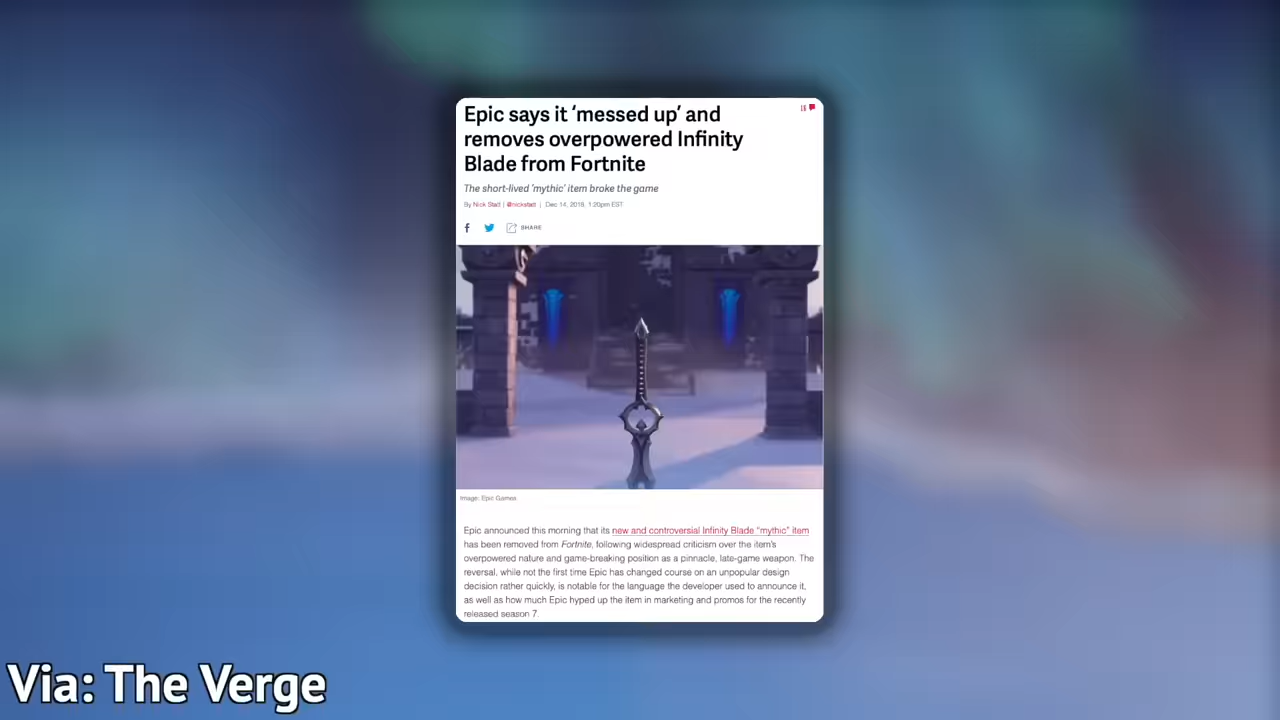 Epic says it ‘messed up’ and
removes overpowered Infinity
Blade from Fortnite
The short-lived ‘mythic’ item broke the game
By Nick Statt | @nickstatt | Dec 14, 2018, 1:20pm EST
SHARE
Image: Epic Games
Epic announced this morning that its new and controversial Infinity Blade “mythic” item
has been removed from Fortnite, following widespread criticism over the item's
overpowered nature and game-breaking position as a pinnacle, late-game weapon. The
reversal, while not the first time Epic has changed course on an unpopular design
decision rather quickly, is notable for the language the developer used to announce it,
as well as how much Epic hyped up the item in marketing and promos for the recently
released season 7.
Via: The Verge